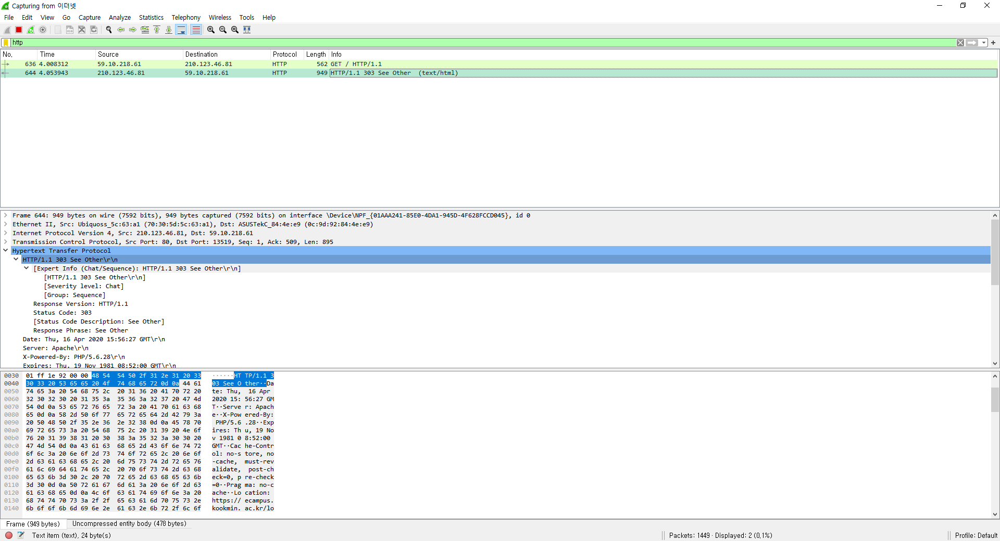 Capturing from 이더넷
File Edit View Go Capture Analyze Statistics Telephony Wireless Tools Help
http
No. Time Source Destination Protocol Length Info
636 4.008312 59.10.218.61 210.123.46.81 HTTP 562 GET / HTTP/1.1
644 4.053943 210.123.46.81 59.10.218.61 HTTP 949 HTTP/1.1 303 See Other (text/html)
Frame 644: 949 bytes on wire (7592 bits), 949 bytes captured (7592 bits) on interface \Device\NPF_{01AAA241-85E0-4DA1-945D-4F628FCCD045}, id 0
Ethernet II, Src: Ubiquoss_5c:63:a1 (70:30:5d:5c:63:a1), Dst: ASUSTekC_84:4e:e9 (0c:9d:92:84:4e:e9)
Internet Protocol Version 4, Src: 210.123.46.81, Dst: 59.10.218.61
Transmission Control Protocol, Src Port: 80, Dst Port: 13519, Seq: 1, Ack: 509, Len: 895
Hypertext Transfer Protocol
HTTP/1.1 303 See Other\r\n
[Expert Info (Chat/Sequence): HTTP/1.1 303 See Other\r\n]
[HTTP/1.1 303 See Other\r\n]
[Severity level: Chat]
[Group: Sequence]
Response Version: HTTP/1.1
Status Code: 303
[Status Code Description: See Other]
Response Phrase: See Other
Date: Thu, 16 Apr 2020 15:56:27 GMT\r\n
Server: Apache\r\n
X-Powered-By: PHP/5.6.28\r\n
Expires: Thu, 19 Nov 1981 08:52:00 GMT\r\n
0030 01 ff 1e 92 00 00 48 54 54 50 2f 31 2e 31 20 33 ······HT TP/1.1 3
0040 30 33 20 53 65 65 20 4f 74 68 65 72 0d 0a 44 61 03 See O ther··Da
0050 74 65 3a 20 54 68 75 2c 20 31 36 20 41 70 72 20 te: Thu, 16 Apr
0060 32 30 32 30 20 31 35 3a 35 36 3a 32 37 20 47 4d 2020 15: 56:27 GM
0070 54 0d 0a 53 65 72 76 65 72 3a 20 41 70 61 63 68 T··Serve r: Apach
0080 65 0d 0a 58 2d 50 6f 77 65 72 65 64 2d 42 79 3a e··X-Pow ered-By:
0090 20 50 48 50 2f 35 2e 36 2e 32 38 0d 0a 45 78 70 PHP/5.6 .28··Exp
00a0 69 72 65 73 3a 20 54 68 75 2c 20 31 39 20 4e 6f ires: Th u, 19 No
00b0 76 20 31 39 38 31 20 30 38 3a 35 32 3a 30 30 20 v 1981 0 8:52:00
00c0 47 4d 54 0d 0a 43 61 63 68 65 2d 43 6f 6e 74 72 GMT··Cac he-Contr
00d0 6f 6c 3a 20 6e 6f 2d 73 74 6f 72 65 2c 20 6e 6f ol: no-s tore, no
00e0 2d 63 61 63 68 65 2c 20 6d 75 73 74 2d 72 65 76 -cache, must-rev
00f0 61 6c 69 64 61 74 65 2c 20 70 6f 73 74 2d 63 68 alidate, post-ch
0100 65 63 6b 3d 30 2c 20 70 72 65 2d 63 68 65 63 6b eck=0, p re-check
0110 3d 30 0d 0a 50 72 61 67 6d 61 3a 20 6e 6f 2d 63 =0··Prag ma: no-c
0120 61 63 68 65 0d 0a 4c 6f 63 61 74 69 6f 6e 3a 20 ache··Lo cation:
0130 68 74 74 70 73 3a 2f 2f 65 63 61 6d 70 75 73 2e https:// ecampus.
0140 6b 6f 6f 6b 6d 69 6e 2e 61 63 2e 6b 72 2f 6c 6f kookmin. ac.kr/lo
Frame (949 bytes) Uncompressed entity body (478 bytes)
Text item (text), 24 byte(s) Packets: 1449 · Displayed: 2 (0,1%) Profile: Default